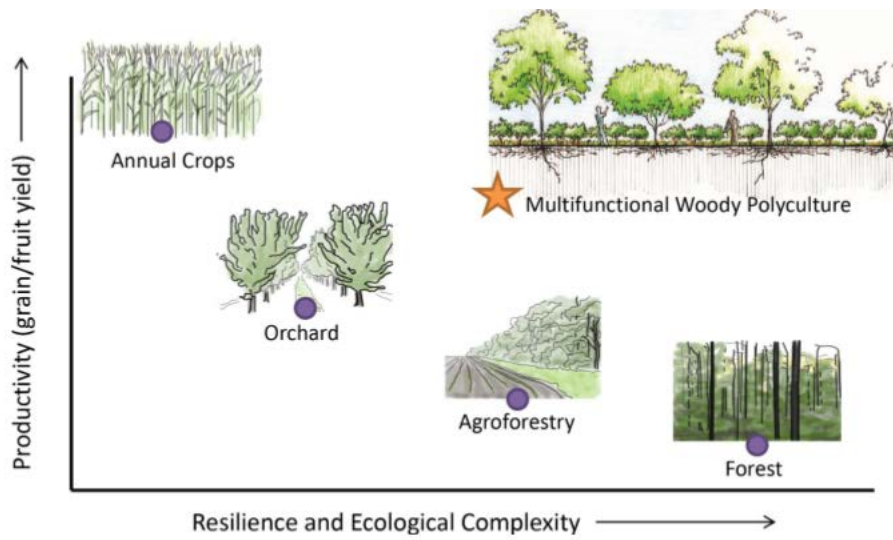 Productivity (grain/fruit yield)
Annual Crops
Multifunctional Woody Polyculture
Orchard
Agroforestry
Forest
Resilience and Ecological Complexity